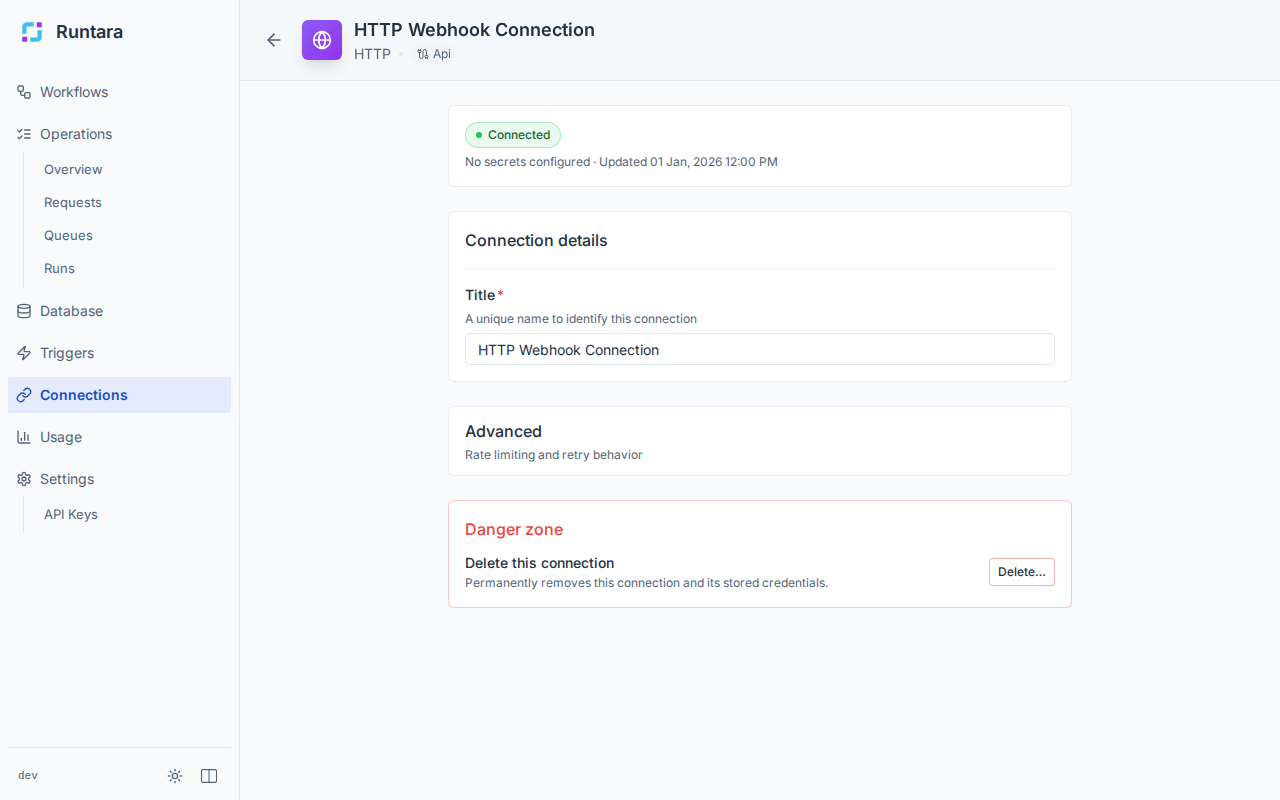 Runtara
Workflows
Operations
Overview
Requests
Queues
Runs
Database
Triggers
Connections
Usage
Settings
API Keys
dev
HTTP Webhook Connection
HTTP
Api
Connected
No secrets configured · Updated 01 Jan, 2026 12:00 PM
Connection details
Title*
A unique name to identify this connection
HTTP Webhook Connection
Advanced
Rate limiting and retry behavior
Danger zone
Delete this connection
Permanently removes this connection and its stored credentials.
Delete...